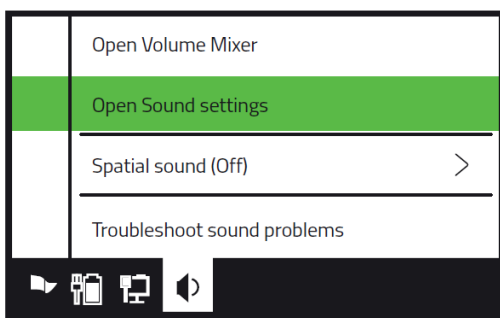 Open Volume Mixer
Open Sound settings
Spatial sound (Off)
Troubleshoot sound problems